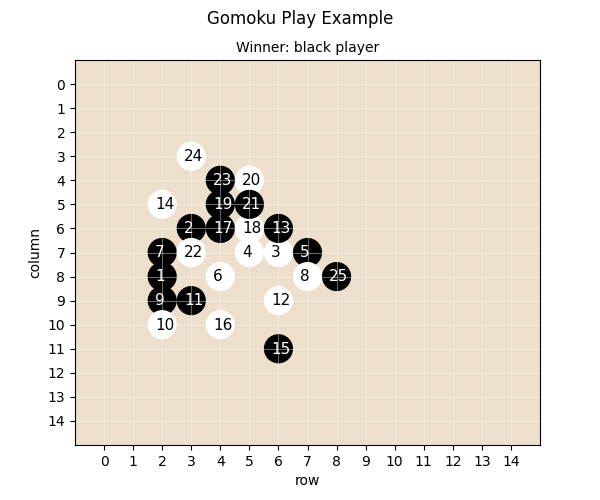 Gomoku Play Example
Winner: black player
0
1
2
3 24
4 23 20
5 14 19 21
6 2 17 18 13
column
7 7 22 4 3 5
8 1 6 8 25
9 9 11 12
10 10 16
11 15
12
13
14
0 1 2 3 4 5 6 7 8 9 10 11 12 13 14
row